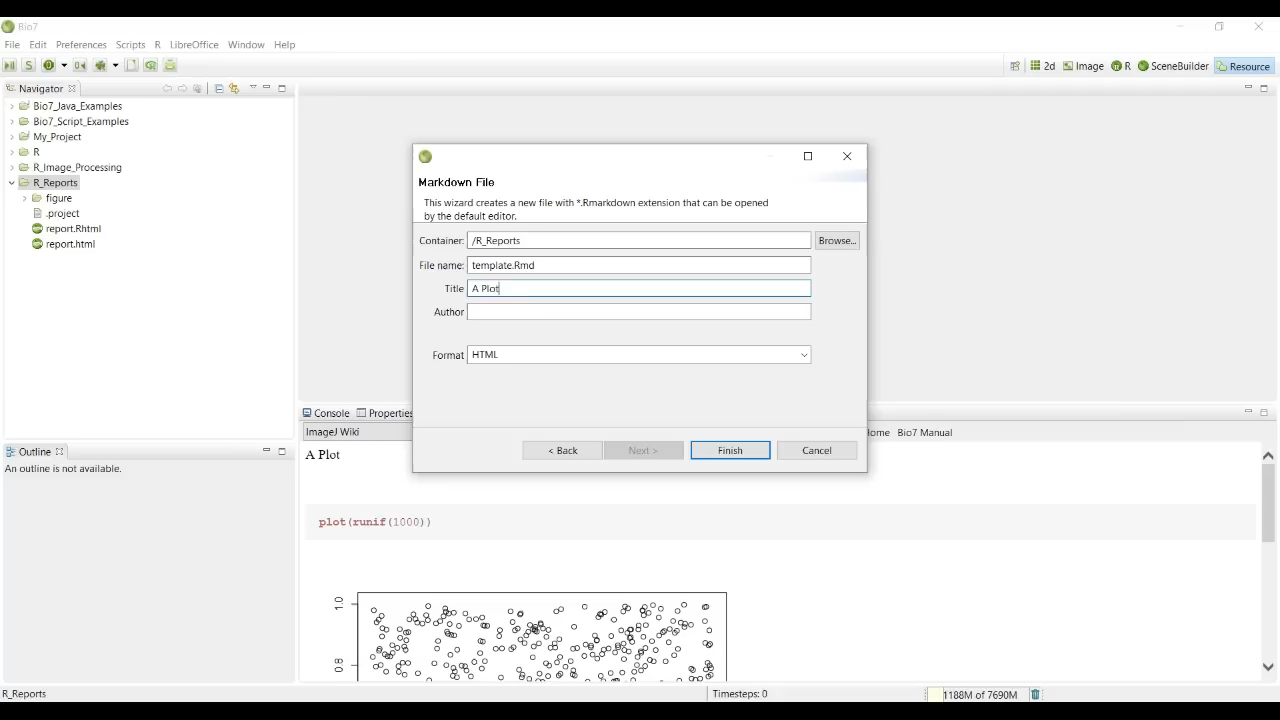 Bio7
File Edit Preferences Scripts R LibreOffice Window Help
S
2d Image R SceneBuilder Resource
Navigator
Bio7_Java_Examples
Bio7_Script_Examples
My_Project
R
R_Image_Processing
R_Reports
figure
.project
report.Rhtml
report.html
Markdown File
This wizard creates a new file with *.Rmarkdown extension that can be opened
by the default editor.
Container: /R_Reports Browse...
File name: template.Rmd
Title A Plot
Author
Format HTML
< Back Next > Finish Cancel
Console Properties
ImageJ Wiki ome Bio7 Manual
Outline
An outline is not available.
A Plot
plot(runif(1000))
1.0
0.8
R_Reports Timesteps: 0 1188M of 7690M